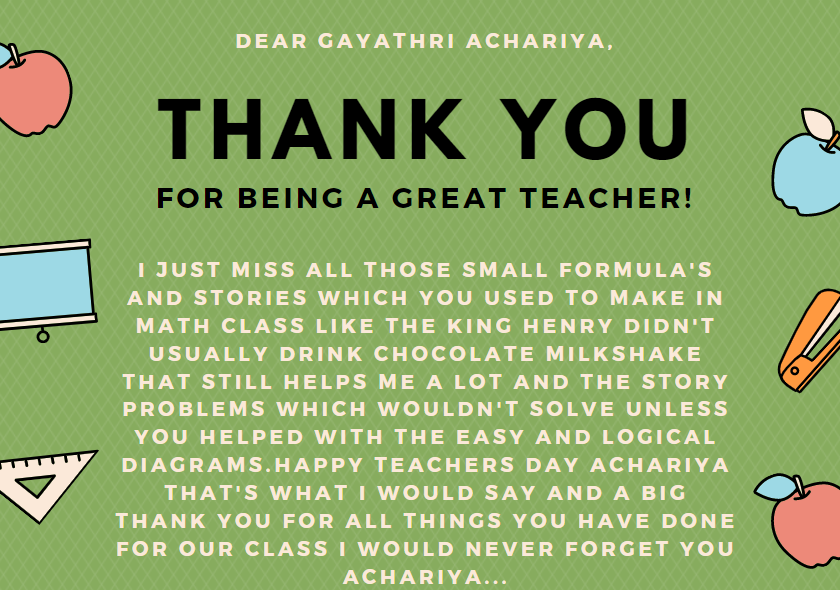 DEAR GAYATHRI ACHARIYA,
THANK YOU
FOR BEING A GREAT TEACHER!
I JUST MISS ALL THOSE SMALL FORMULA'S
AND STORIES WHICH YOU USED TO MAKE IN
MATH CLASS LIKE THE KING HENRY DIDN'T
USUALLY DRINK CHOCOLATE MILKSHAKE
THAT STILL HELPS ME A LOT AND THE STORY
PROBLEMS WHICH WOULDN'T SOLVE UNLESS
YOU HELPED WITH THE EASY AND LOGICAL
DIAGRAMS.HAPPY TEACHERS DAY ACHARIYA
THAT'S WHAT I WOULD SAY AND A BIG
THANK YOU FOR ALL THINGS YOU HAVE DONE
FOR OUR CLASS I WOULD NEVER FORGET YOU
ACHARIYA...